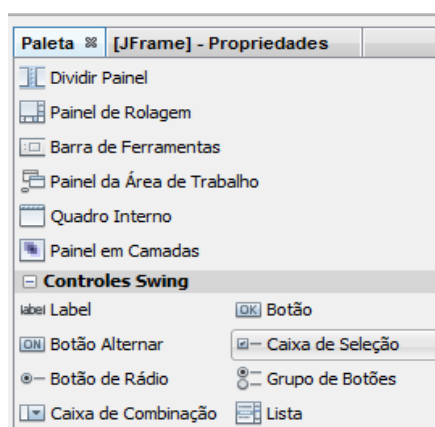 Paleta [JFrame] - Propriedades
Dividir Painel
Painel de Rolagem
Barra de Ferramentas
Painel da Área de Trabalho
Quadro Interno
Painel em Camadas
Controles Swing
label Label OK Botão
ON Botão Alternar Caixa de Seleção
Botão de Rádio Grupo de Botões
Caixa de Combinação Lista